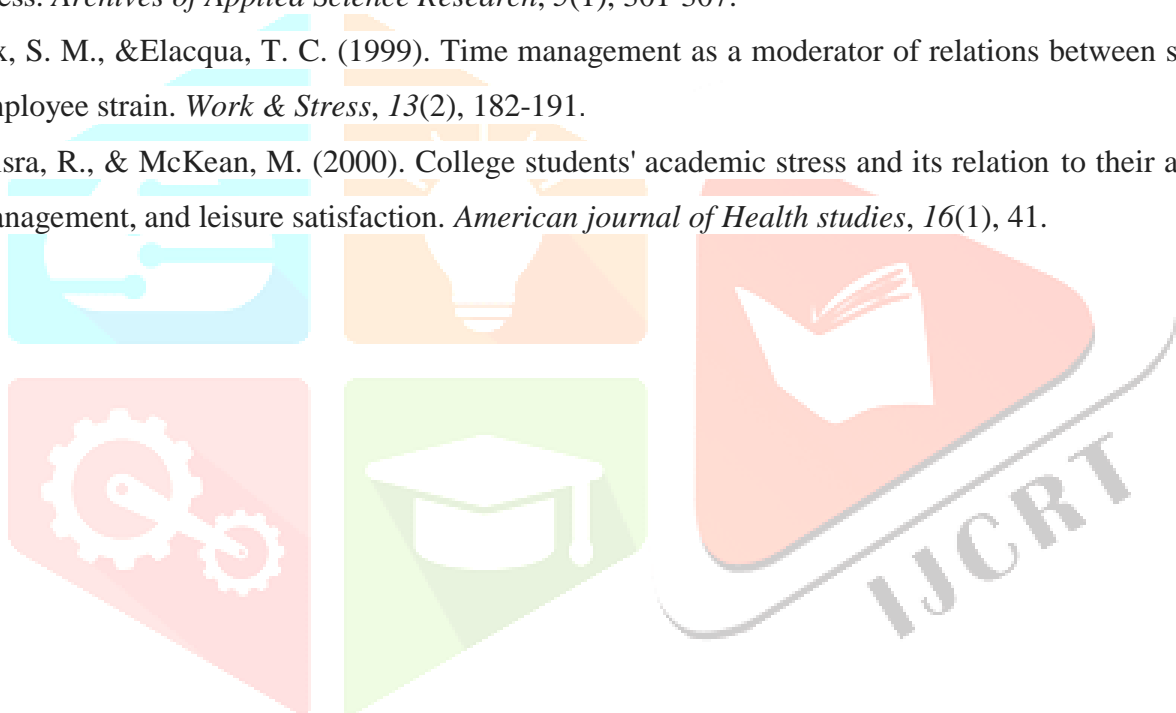 ess. Archives of Applied Science Research, 5(1), 301-307.
x, S. M., &Elacqua, T. C. (1999). Time management as a moderator of relations between s
nployee strain. Work & Stress, 13(2), 182-191.
isra, R., & McKean, M. (2000). College students' academic stress and its relation to their a
anagement, and leisure satisfaction. American journal of Health studies, 16(1), 41.
IJCRT